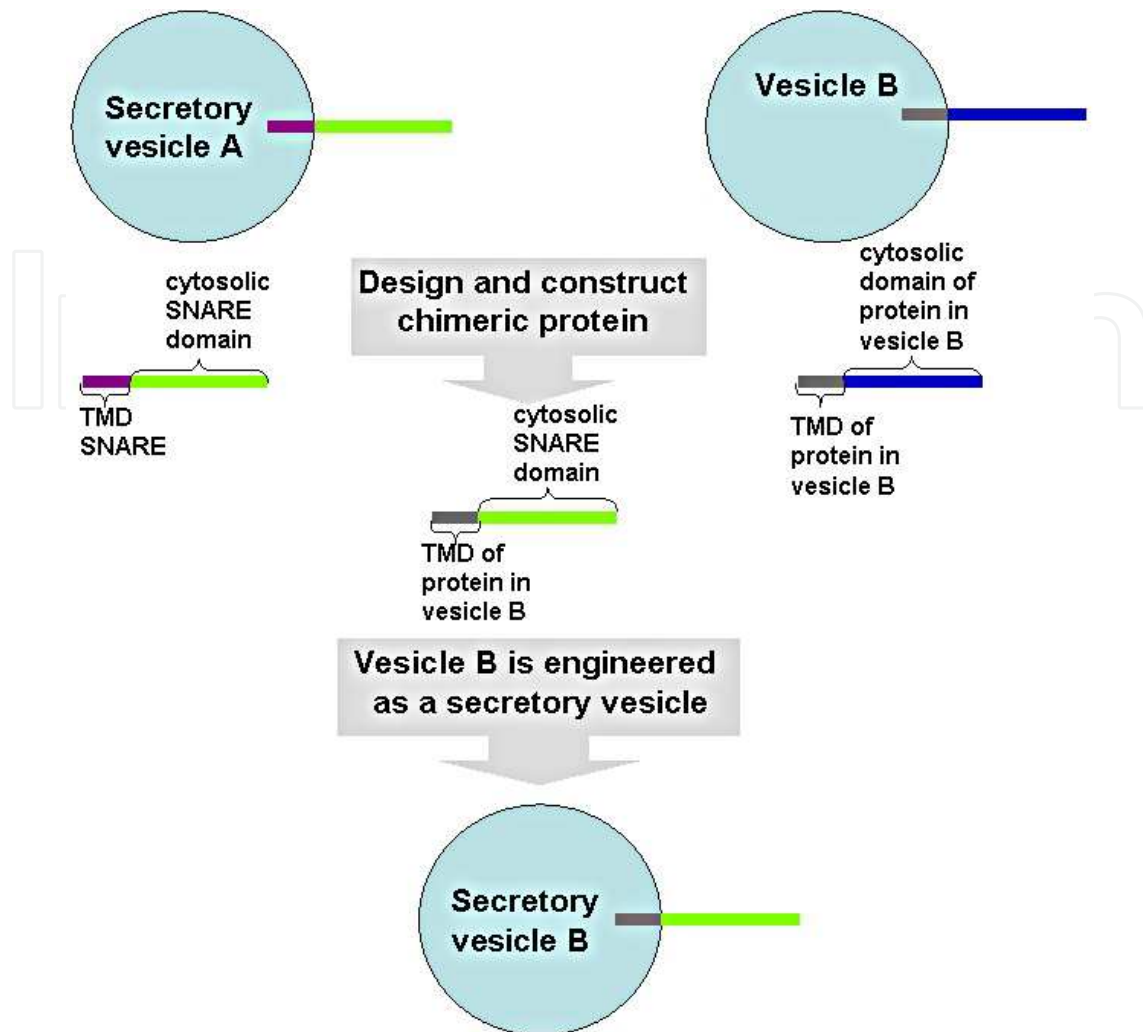 Secretory
vesicle A
Vesicle B
cytosolic
SNARE
domain
TMD
SNARE
Design and construct
chimeric protein
cytosolic
domain of
protein in
vesicle B
TMD of
protein in
vesicle B
cytosolic
SNARE
domain
TMD of
protein in
vesicle B
Vesicle B is engineered
as a secretory vesicle
Secretory
vesicle B